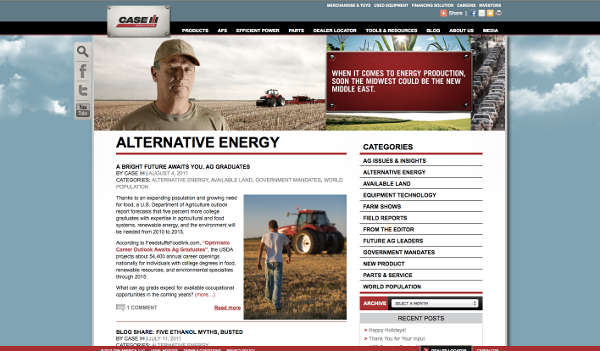 MERCHANDISE & TOYS USED EQUIPMENT FINANCING SOLUTION CAREERS INVESTORS
Share
CASE IH
PRODUCTS AFS EFFICIENT POWER PARTS DEALER LOCATOR TOOLS & RESOURCES BLOG ABOUT US MEDIA
You
Tube
WHEN IT COMES TO ENERGY PRODUCTION,
SOON THE MIDWEST COULD BE THE NEW
MIDDLE EAST.
ALTERNATIVE ENERGY
A BRIGHT FUTURE AWAITS YOU, AG GRADUATES
BY CASE IH | AUGUST 4, 2011
CATEGORIES: ALTERNATIVE ENERGY, AVAILABLE LAND, GOVERNMENT MANDATES, WORLD
POPULATION
Thanks to an expanding population and growing need
for food, a U.S. Department of Agriculture outlook
report forecasts that five percent more college
graduates with expertise in agricultural and food
systems, renewable energy, and the environment will
be needed from 2010 to 2015.
According to FeedstuffsFoodlink.com, "Optimistic
Career Outlook Awaits Ag Graduates", the USDA
projects about 54,400 annual career openings
nationally for individuals with college degrees in food,
renewable resources, and environmental specialties
through 2015.
What can ag grads expect for available occupational
opportunities in the coming years? (more...)
1 COMMENT
Read more
BLOG SHARE: FIVE ETHANOL MYTHS, BUSTED
BY CASE IH | JULY 11, 2011
CATEGORIES: ALTERNATIVE ENERGY
CATEGORIES
AG ISSUES & INSIGHTS
ALTERNATIVE ENERGY
AVAILABLE LAND
EQUIPMENT TECHNOLOGY
FARM SHOWS
FIELD REPORTS
FROM THE EDITOR
FUTURE AG LEADERS
GOVERNMENT MANDATES
NEW PRODUCT
PARTS & SERVICE
WORLD POPULATION
ARCHIVE SELECT A MONTH
RECENT POSTS
Happy Holidays!
Thank You for Your Input!
DEALER LOCATOR